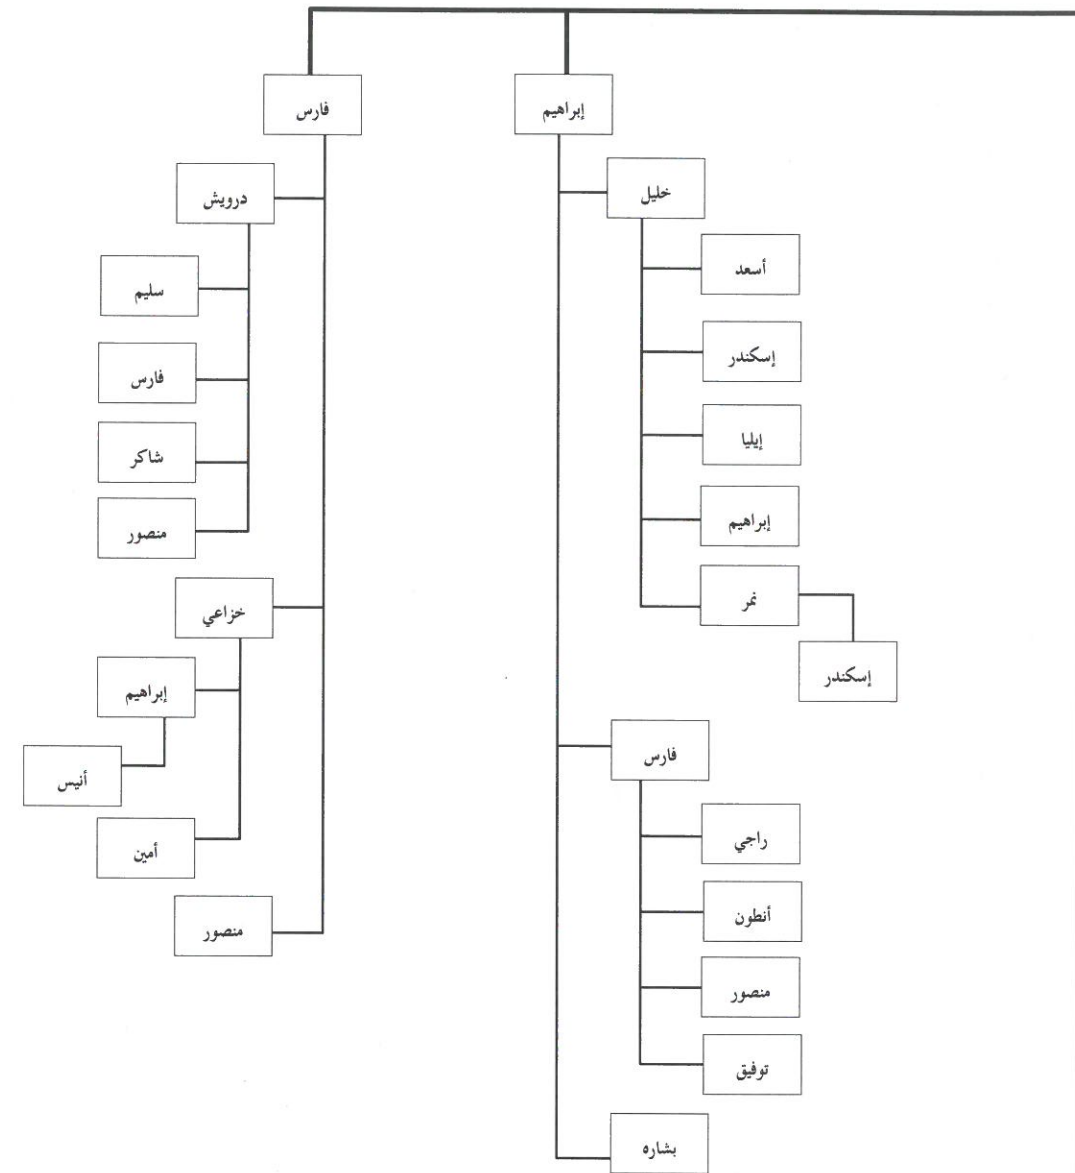 إبراهيم
خليل
أسعد
إسكندر
إيليا
إبراهيم
نمر
إسكندر
فارس
راجي
أنطون
منصور
توفيق
بشاره
فارس
درويش
سليم
فارس
شاكر
منصور
خزاعي
إبراهيم
أنيس
أمين
منصور